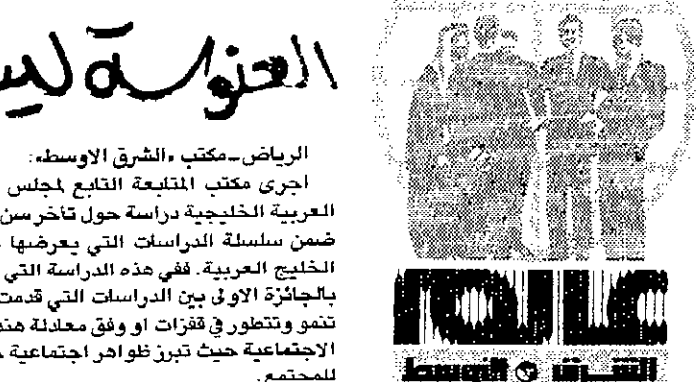 العنوسة ليس
الرياض ـ مكتب «الشرق الاوسط»:
اجرى مكتب المتابعة التابع لمجلس
العربية الخليجية دراسة حول تاخر سن
ضمن سلسلة الدراسات التي يعرضها
الخليج العربية. ففي هذه الدراسة التي
بالجائزة الاولى بين الدراسات التي قدمت
تنمو وتتطور في قفزات او وفق معادلة هند
الاجتماعية حيث تبرز ظواهر اجتماعية
للمجتمع.
الشرق الاوسط